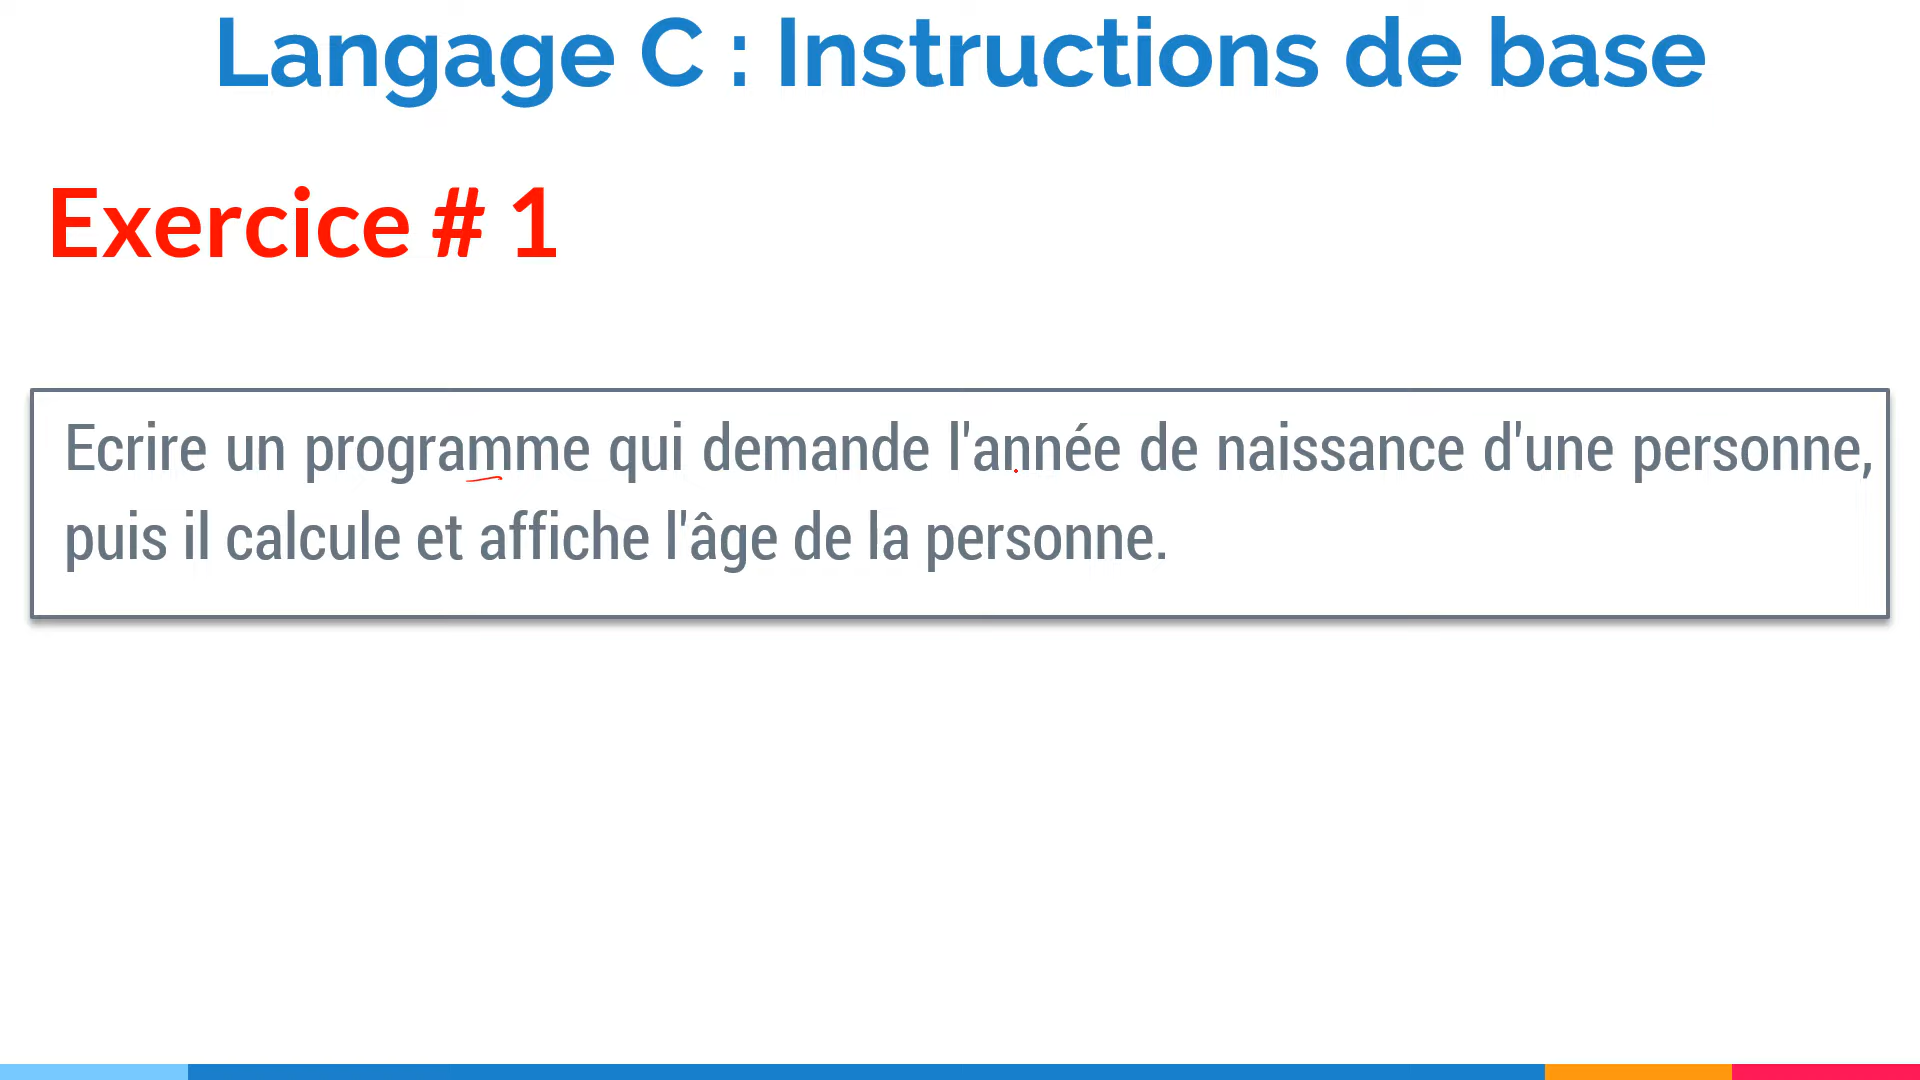 Langage C : Instructions de base
Exercice # 1
Ecrire un programme qui demande l'année de naissance d'une personne,
puis il calcule et affiche l'âge de la personne.